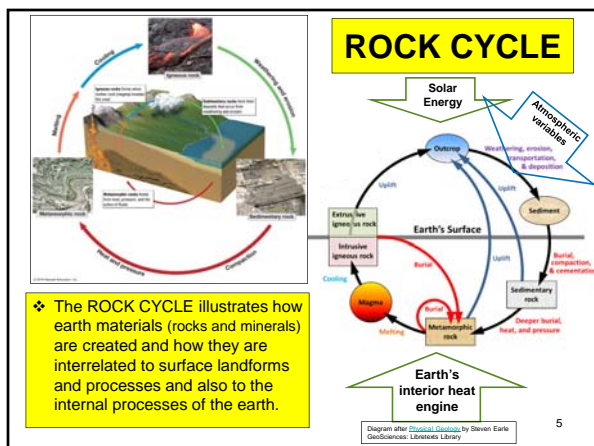 ROCK CYCLE
Cooling
Igneous rock
Weathering and erosion
Melting
Metamorphic rock
Sedimentary rock
Heat and pressure
Compaction
Solar
Energy
Atmospheric
variables
Outcrop
Weathering, erosion,
transportation,
& deposition
Uplift
Uplift
Sediment
Extrusive
igneous rock
Earth's Surface
Intrusive
igneous rock
Uplift
Burial,
compaction,
& cementation
Burial
Cooling
Sedimentary
rock
Magma
Burial
Metamorphic
rock
Melting
Deeper burial,
heat, and pressure
Earth's
interior heat
engine
❖ The ROCK CYCLE illustrates how
earth materials (rocks and minerals)
are created and how they are
interrelated to surface landforms
and processes and also to the
internal processes of the earth.
Diagram after Physical Geology by Steven Earle
GeoSciences: Libretexts Library
5